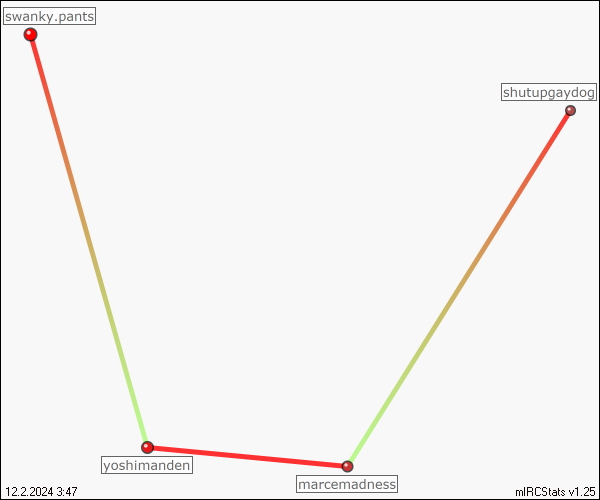 swanky.pants
shutupgaydog
yoshimanden
marcemadness
12.2.2024 3:47
mIRCStats v1.25